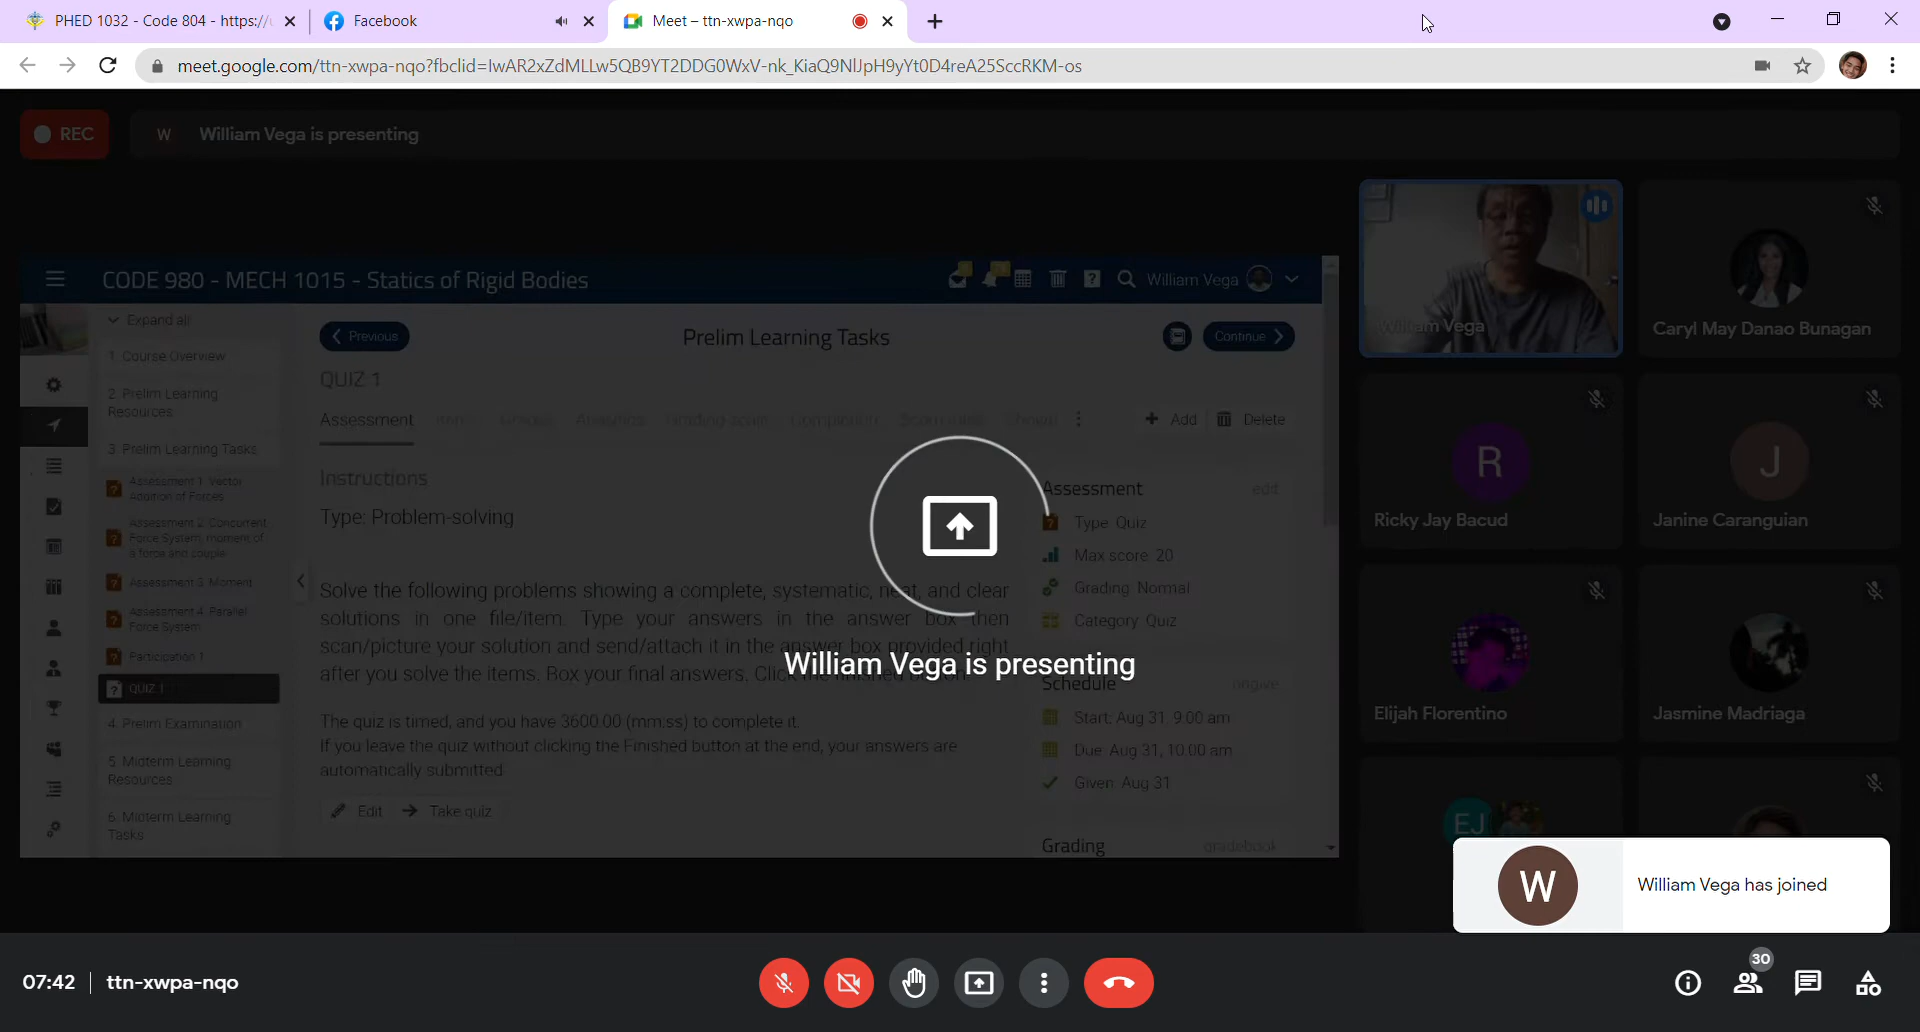 PHED 1032 - Code 804 - https://
Facebook
Meet – ttn-xwpa-nqo
meet.google.com/ttn-xwpa-nqo?fbclid=IwAR2xZdMLLw5QB9YT2DDG0WxV-nk_KiaQ9NIJpH9yYt0D4reA25SccRKM-os
REC
W
William Vega is presenting
CODE 980 - MECH 1015 - Statics of Rigid Bodies
William Vega
Expand all
Previous
Prelim Learning Tasks
Continue
1. Course Overview
2. Prelim Learning
Resources
3. Prelim Learning Tasks
Assessment 1. Vector
Addition of Forces
Assessment 2. Concurrent
Force System, moment of
a force and couple
Assessment 3. Moment
Assessment 4. Parallel
Force System
Participation 1
QUIZ 1
4. Prelim Examination
5. Midterm Learning
Resources
6. Midterm Learning
Tasks
QUIZ 1
Assessment
Grades
Analytics
Grading scale
Completion
Add
Delete
Instructions
Type: Problem-solving
Solve the following problems showing a complete, systematic, neat, and clear
solutions in one file/item. Type your answers in the answer box then
scan/picture your solution and send/attach it in the answer box provided right
after you solve the items. Box your final answers. Click the finished button.
The quiz is timed, and you have 3600:00 (mm:ss) to complete it.
If you leave the quiz without clicking the Finished button at the end, your answers are
automatically submitted
Edit
Take quiz
Assessment
edit
Type: Quiz
Max score: 20
Grading: Normal
Category: Quiz
Schedule
ungive
Start: Aug 31, 9:00 am
Due: Aug 31, 10:00 am
Given: Aug 31
Grading
gradebook
William Vega is presenting
William Vega
Caryl May Danao Bunagan
R
Ricky Jay Bacud
J
Janine Caranguian
Elijah Florentino
Jasmine Madriaga
EJ
W
William Vega has joined
07:42
ttn-xwpa-nqo
30